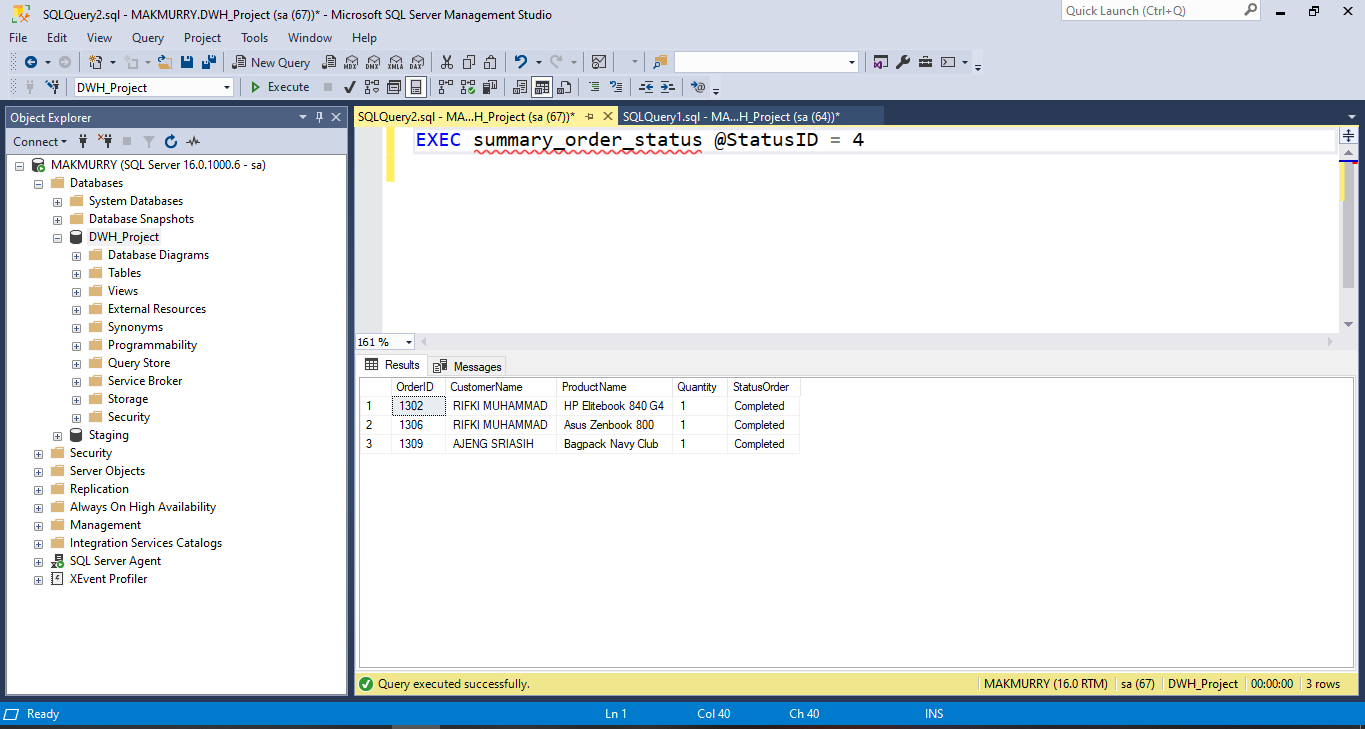 SQLQuery2.sql - MAKMURRY.DWH_Project (sa (67))* - Microsoft SQL Server Management Studio
Quick Launch (Ctrl+Q)
File Edit View Query Project Tools Window Help
New Query MDX DMX XMLA DAX
DWH_Project Execute
Object Explorer
SQLQuery2.sql - MA...H_Project (sa (67))* SQLQuery1.sql - MA...H_Project (sa (64))*
Connect
EXEC summary_order_status @StatusID = 4
MAKMURRY (SQL Server 16.0.1000.6 - sa)
Databases
System Databases
Database Snapshots
DWH_Project
Database Diagrams
Tables
Views
External Resources
Synonyms
Programmability
Query Store
Service Broker
Storage
Security
Staging
Security
Server Objects
Replication
Always On High Availability
Management
Integration Services Catalogs
SQL Server Agent
XEvent Profiler
161 %
Results Messages
OrderID CustomerName ProductName Quantity StatusOrder
1 1302 RIFKI MUHAMMAD HP Elitebook 840 G4 1 Completed
2 1306 RIFKI MUHAMMAD Asus Zenbook 800 1 Completed
3 1309 AJENG SRIASIH Bagpack Navy Club 1 Completed
Query executed successfully. MAKMURRY (16.0 RTM) sa (67) DWH_Project 00:00:00 3 rows
Ready Ln 1 Col 40 Ch 40 INS